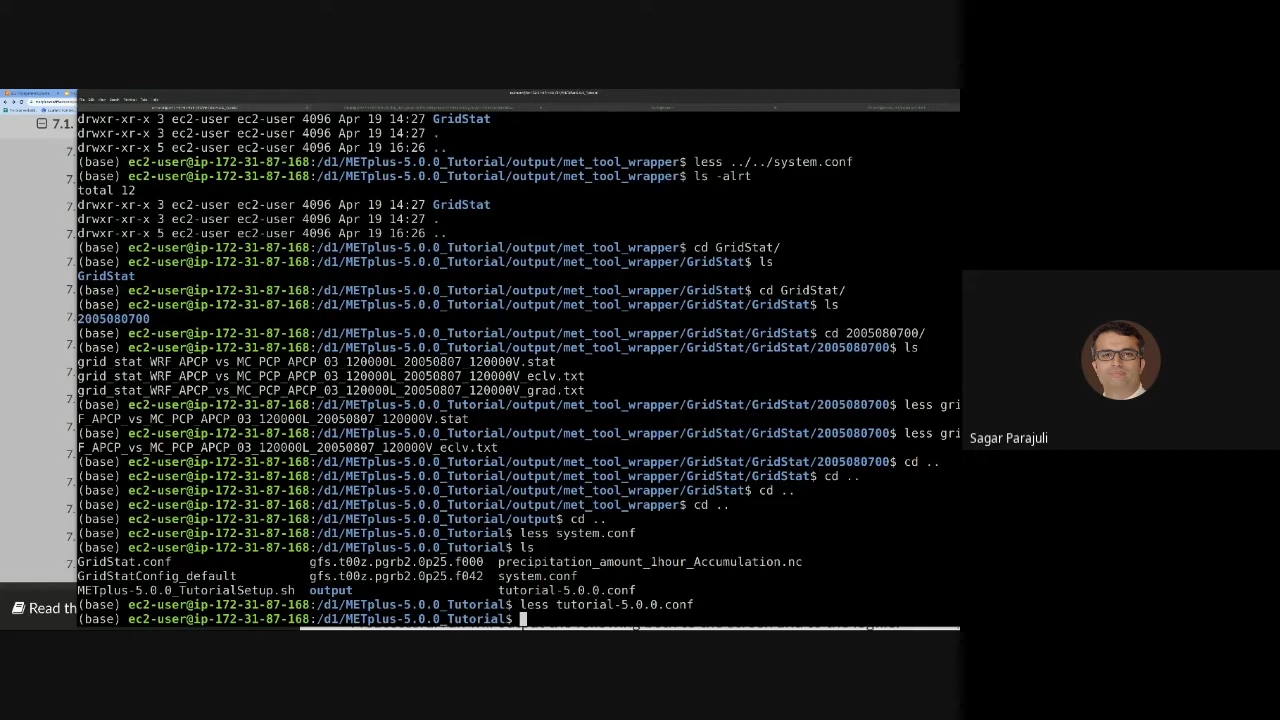 7.1.
drwxr-xr-x 3 ec2-user ec2-user 4096 Apr 19 14:27 GridStat
drwxr-xr-x 3 ec2-user ec2-user 4096 Apr 19 14:27 .
drwxr-xr-x 5 ec2-user ec2-user 4096 Apr 19 16:26 ..
(base) ec2-user@ip-172-31-87-168:/d1/METplus-5.0.0_Tutorial/output/met_tool_wrapper$ less ../../system.conf
(base) ec2-user@ip-172-31-87-168:/d1/METplus-5.0.0_Tutorial/output/met_tool_wrapper$ ls -alrt
total 12
drwxr-xr-x 3 ec2-user ec2-user 4096 Apr 19 14:27 GridStat
drwxr-xr-x 3 ec2-user ec2-user 4096 Apr 19 14:27 .
drwxr-xr-x 5 ec2-user ec2-user 4096 Apr 19 16:26 ..
(base) ec2-user@ip-172-31-87-168:/d1/METplus-5.0.0_Tutorial/output/met_tool_wrapper$ cd GridStat/
(base) ec2-user@ip-172-31-87-168:/d1/METplus-5.0.0_Tutorial/output/met_tool_wrapper/GridStat$ ls
GridStat
(base) ec2-user@ip-172-31-87-168:/d1/METplus-5.0.0_Tutorial/output/met_tool_wrapper/GridStat$ cd GridStat/
(base) ec2-user@ip-172-31-87-168:/d1/METplus-5.0.0_Tutorial/output/met_tool_wrapper/GridStat/GridStat$ ls
2005080700
(base) ec2-user@ip-172-31-87-168:/d1/METplus-5.0.0_Tutorial/output/met_tool_wrapper/GridStat/GridStat$ cd 2005080700/
(base) ec2-user@ip-172-31-87-168:/d1/METplus-5.0.0_Tutorial/output/met_tool_wrapper/GridStat/GridStat/2005080700$ ls
grid_stat_WRF_APCP_vs_MC_PCP_APCP_03_120000L_20050807_120000V.stat
grid_stat_WRF_APCP_vs_MC_PCP_APCP_03_120000L_20050807_120000V_eclv.txt
grid_stat_WRF_APCP_vs_MC_PCP_APCP_03_120000L_20050807_120000V_grad.txt
(base) ec2-user@ip-172-31-87-168:/d1/METplus-5.0.0_Tutorial/output/met_tool_wrapper/GridStat/GridStat/2005080700$ less gri
F_APCP_vs_MC_PCP_APCP_03_120000L_20050807_120000V.stat
(base) ec2-user@ip-172-31-87-168:/d1/METplus-5.0.0_Tutorial/output/met_tool_wrapper/GridStat/GridStat/2005080700$ less gri
F_APCP_vs_MC_PCP_APCP_03_120000L_20050807_120000V_eclv.txt
(base) ec2-user@ip-172-31-87-168:/d1/METplus-5.0.0_Tutorial/output/met_tool_wrapper/GridStat/GridStat/2005080700$ cd ..
(base) ec2-user@ip-172-31-87-168:/d1/METplus-5.0.0_Tutorial/output/met_tool_wrapper/GridStat/GridStat$ cd ..
(base) ec2-user@ip-172-31-87-168:/d1/METplus-5.0.0_Tutorial/output/met_tool_wrapper/GridStat$ cd ..
(base) ec2-user@ip-172-31-87-168:/d1/METplus-5.0.0_Tutorial/output/met_tool_wrapper$ cd ..
(base) ec2-user@ip-172-31-87-168:/d1/METplus-5.0.0_Tutorial/output$ cd ..
(base) ec2-user@ip-172-31-87-168:/d1/METplus-5.0.0_Tutorial$ less system.conf
(base) ec2-user@ip-172-31-87-168:/d1/METplus-5.0.0_Tutorial$ ls
GridStat.conf gfs.t00z.pgrb2.0p25.f000 precipitation_amount_1hour_Accumulation.nc
GridStatConfig_default gfs.t00z.pgrb2.0p25.f042 system.conf
METplus-5.0.0_TutorialSetup.sh output tutorial-5.0.0.conf
(base) ec2-user@ip-172-31-87-168:/d1/METplus-5.0.0_Tutorial$ less tutorial-5.0.0.conf
(base) ec2-user@ip-172-31-87-168:/d1/METplus-5.0.0_Tutorial$
Read th
Sagar Parajuli